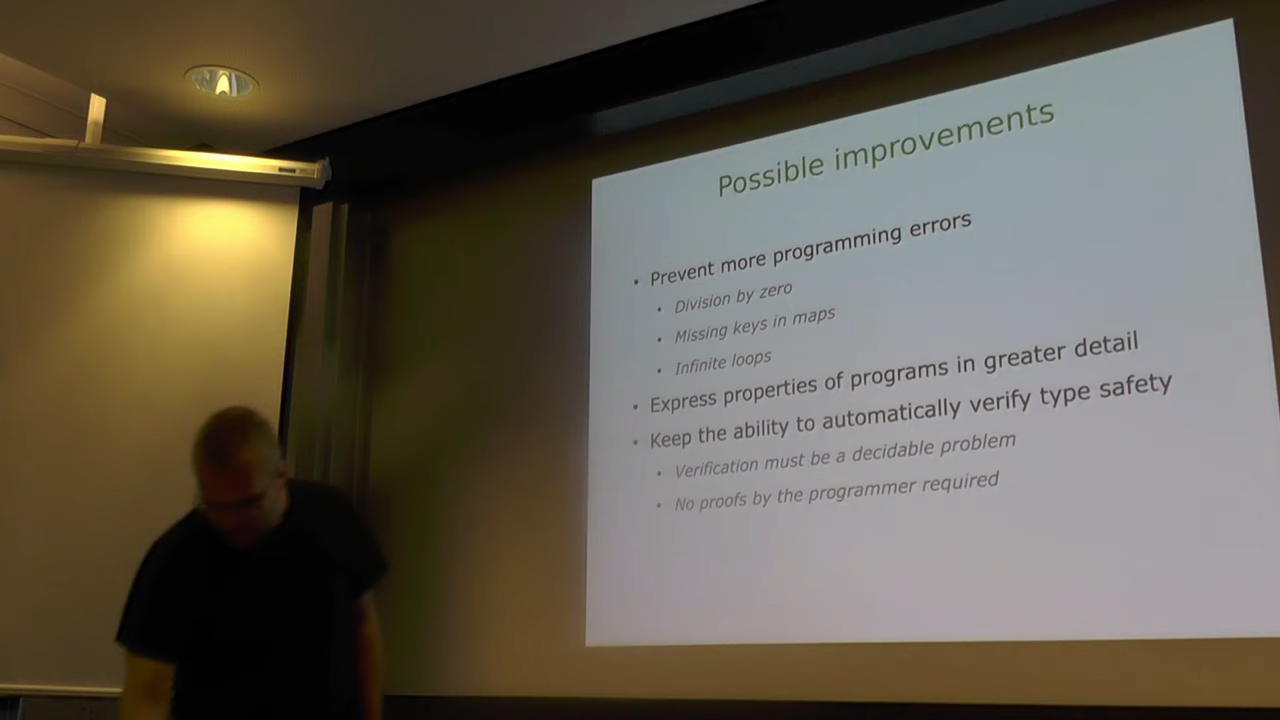 Possible improvements
• Prevent more programming errors
• Division by zero
• Missing keys in maps
• Infinite loops
• Express properties of programs in greater detail
• Keep the ability to automatically verify type safety
• Verification must be a decidable problem
• No proofs by the programmer required